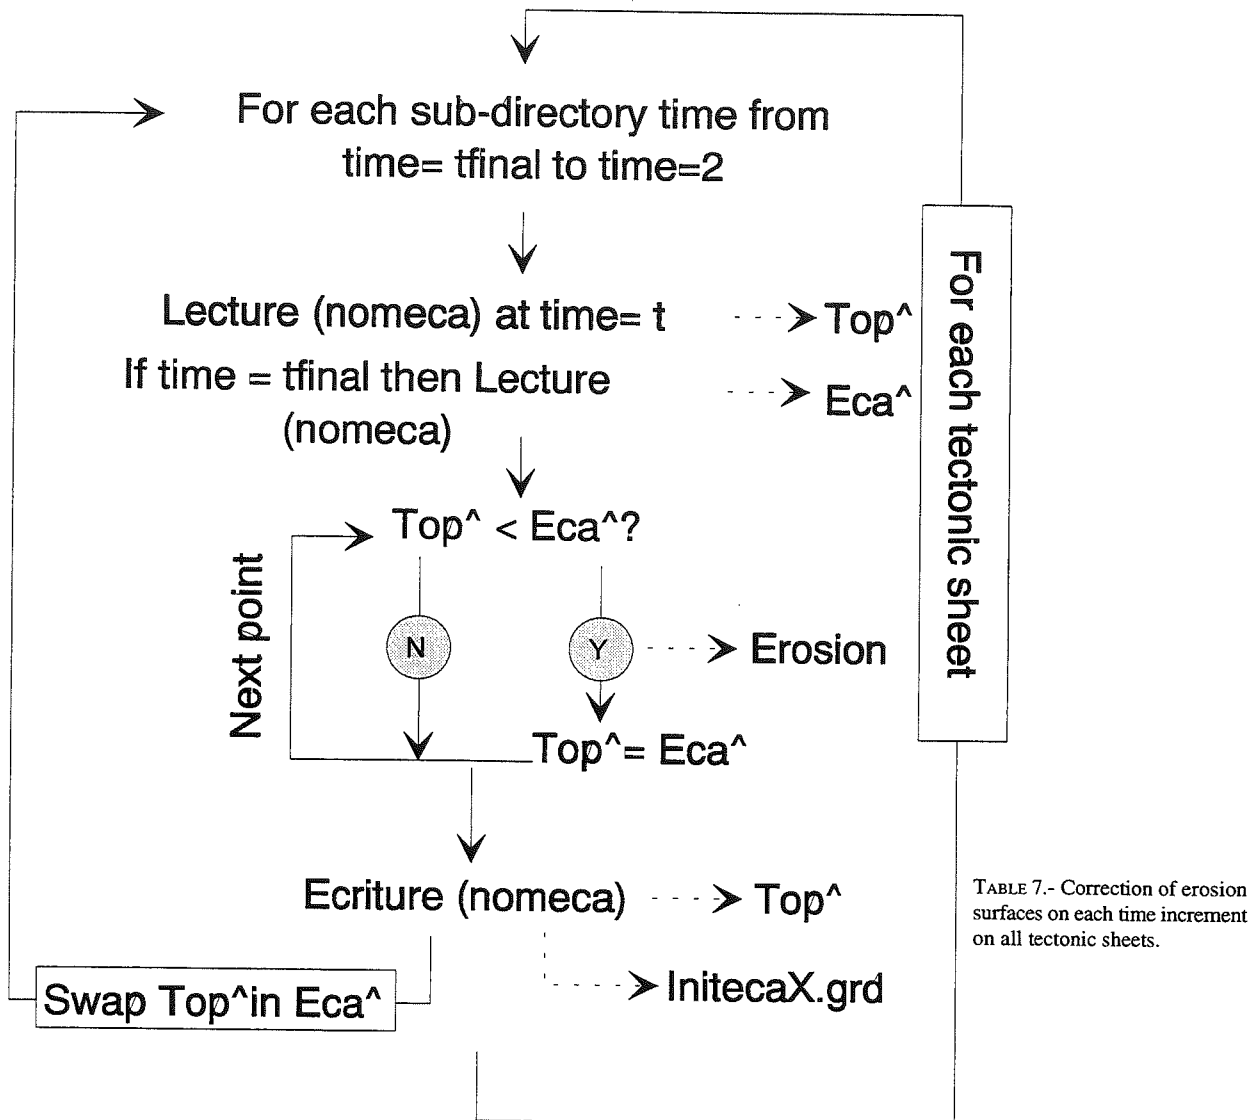 For each sub-directory time from
time= tfinal to time=2
Lecture (nomeca) at time= t
Top^
If time = tfinal then Lecture
(nomeca)
Eca^
For each tectonic sheet
Top^ < Eca^?
Next point
N
Y
Erosion
Top^= Eca^
Ecriture (nomeca)
Top^
InitecaX.grd
Swap Top^in Eca^
TABLE 7.- Correction of erosion
surfaces on each time increment
on all tectonic sheets.